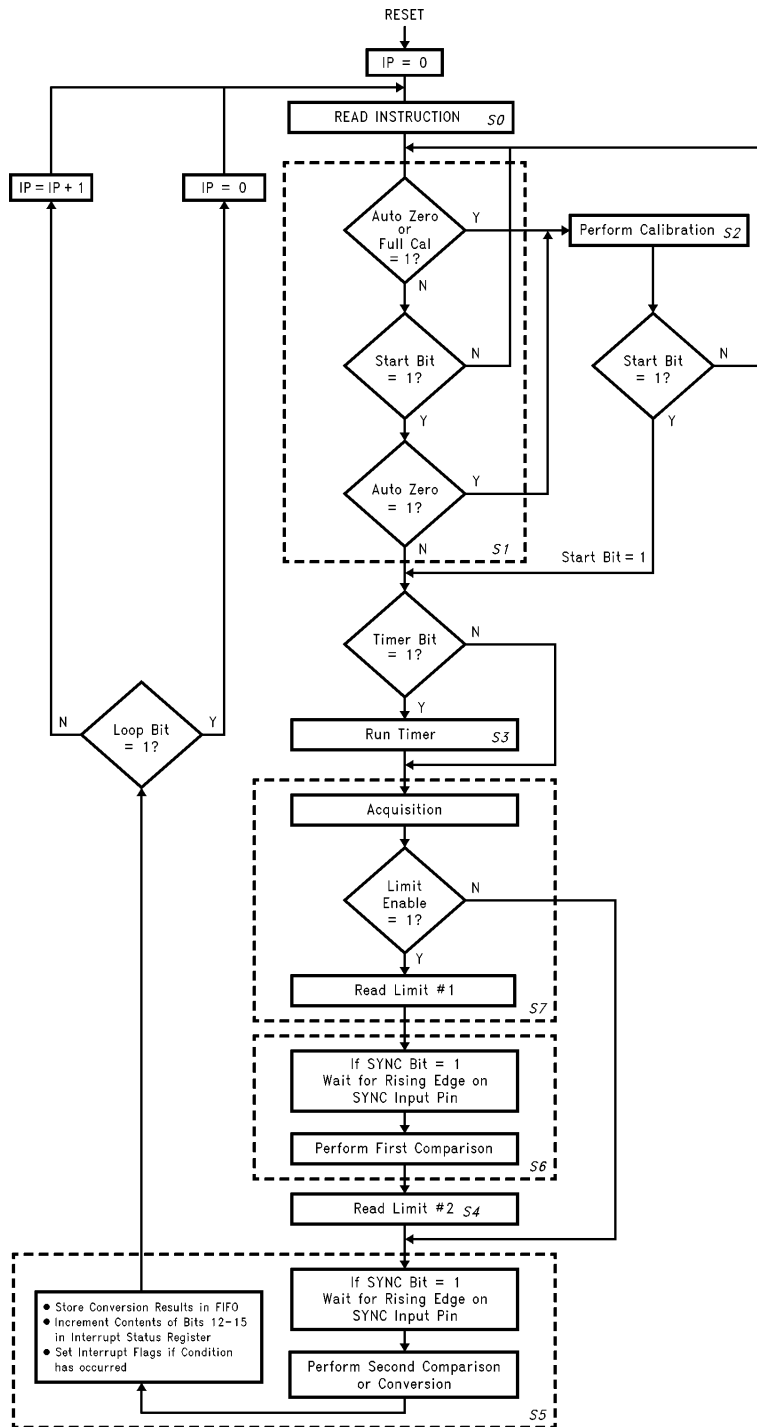 RESET
IP = 0
READ INSTRUCTION S0
IP = IP + 1
IP = 0
Auto Zero
or
Full Cal
= 1?
Y
N
Perform Calibration S2
Start Bit
= 1?
N
Y
Start Bit
= 1?
N
Y
Auto Zero
= 1?
Y
N
S1
Start Bit = 1
Timer Bit
= 1?
N
Y
Run Timer S3
Loop Bit
= 1?
N
Y
Acquisition
Limit
Enable
= 1?
N
Y
Read Limit #1
S7
If SYNC Bit = 1
Wait for Rising Edge on
SYNC Input Pin
Perform First Comparison
S6
Read Limit #2 S4
If SYNC Bit = 1
Wait for Rising Edge on
SYNC Input Pin
Perform Second Comparison
or Conversion
S5
● Store Conversion Results in FIFO
● Increment Contents of Bits 12-15
in Interrupt Status Register
● Set Interrupt Flags if Condition
has occurred